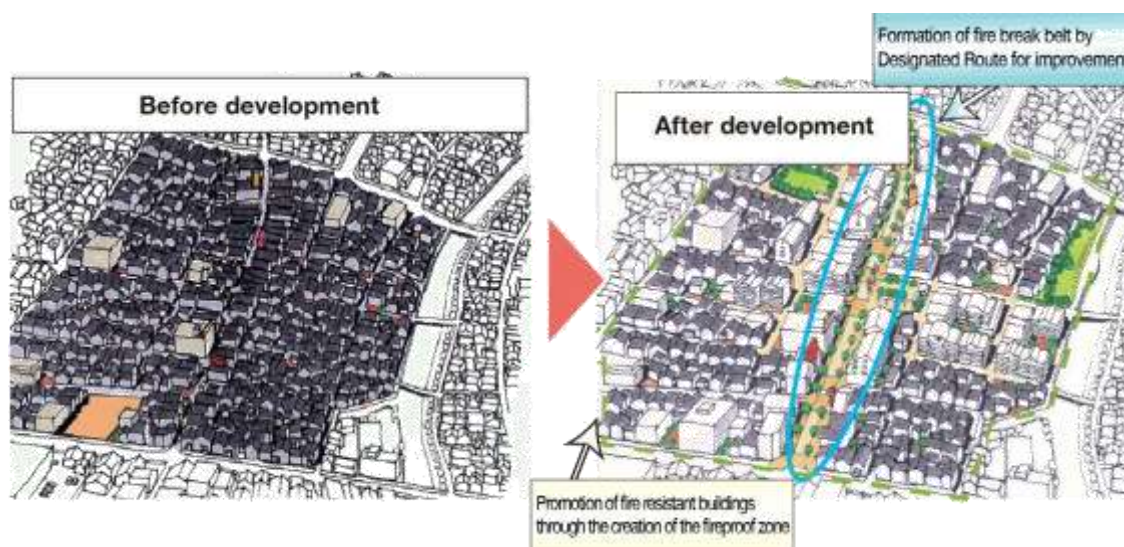 Before development
After development
Formation of fire break belt by
Designated Route for improvement
Promotion of fire resistant buildings
through the creation of the fireproof zone